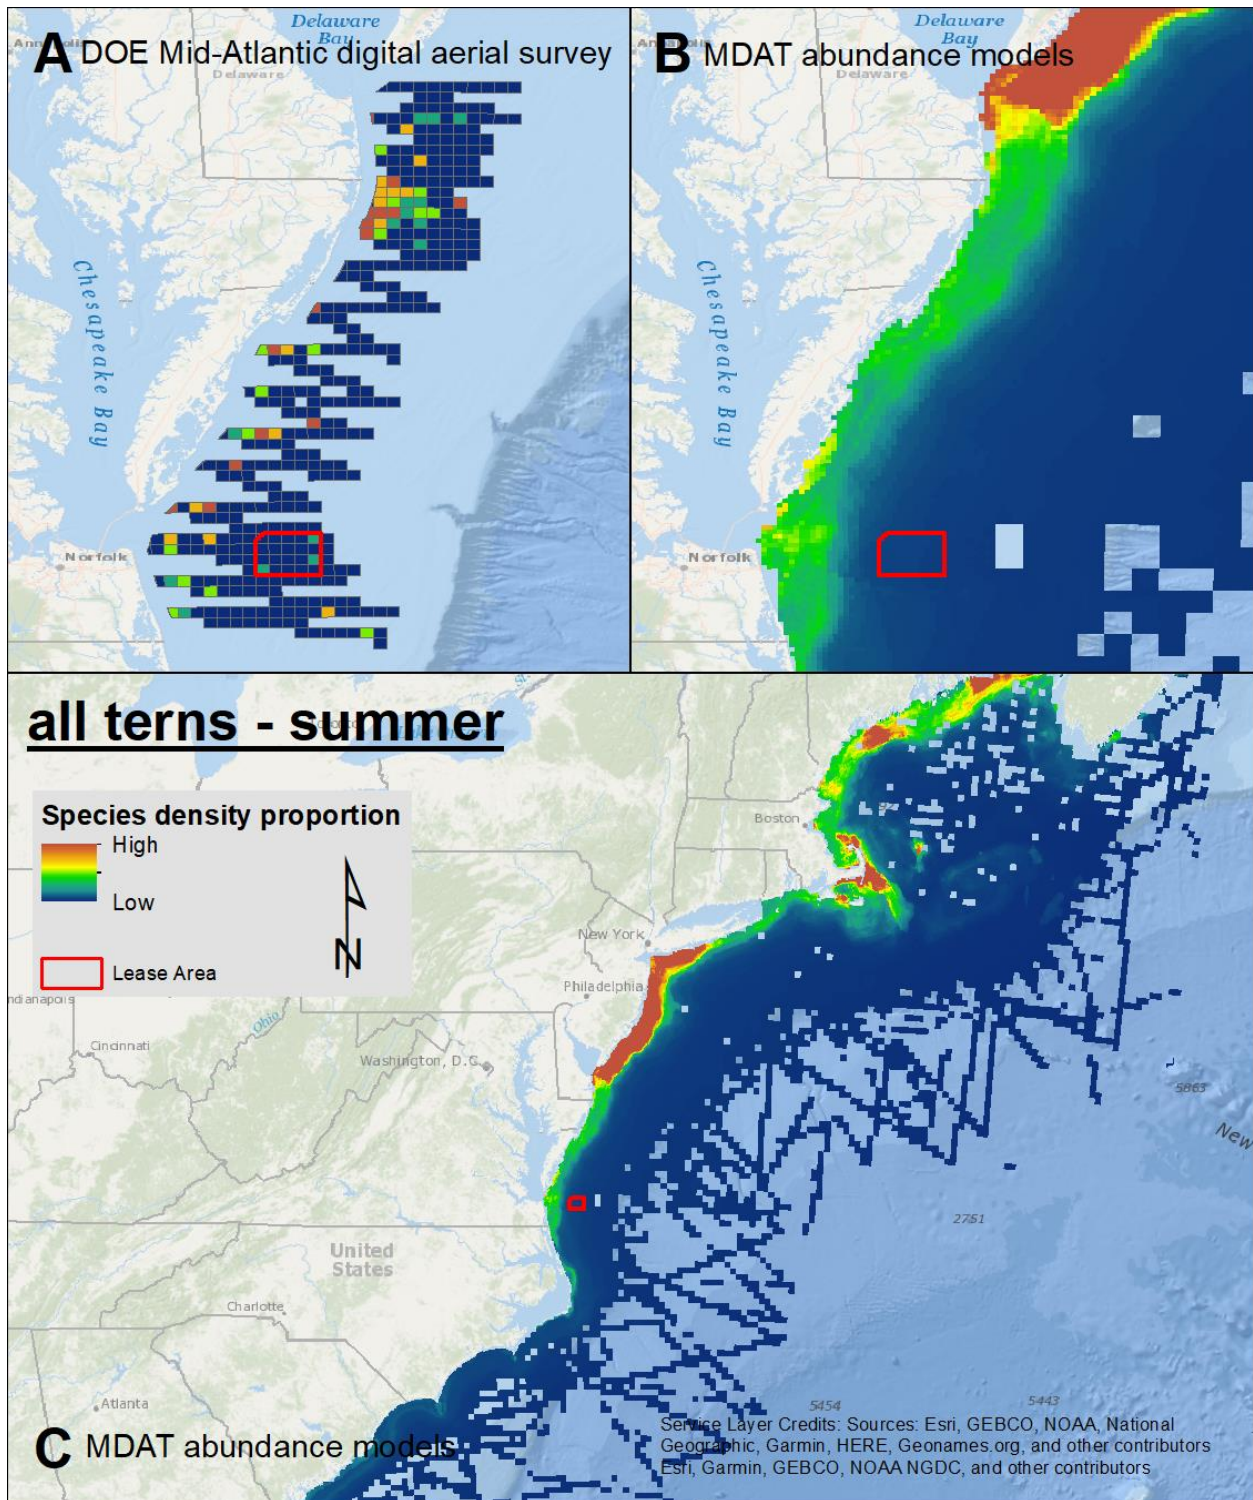 Delaware
Bay
A DOE Mid-Atlantic digital aerial survey
Delaware
Chesapeake Bay
Norfolk
Delaware
Bay
B MDAT abundance models
Delaware
Chesapeake Bay
Norfolk
all terns - summer
Species density proportion
High
Low
N
Lease Area
Boston
New York
Philadelphia
ndianapolis
Ohio
Cincinnati
Washington, D.C.
5863
New
2751
United
States
Charlotte
Atlanta
5454
5443
C MDAT abundance models
Service Layer Credits: Sources: Esri, GEBCO, NOAA, National
Geographic, Garmin, HERE, Geonames.org, and other contributors
Esri, Garmin, GEBCO, NOAA NGDC, and other contributors